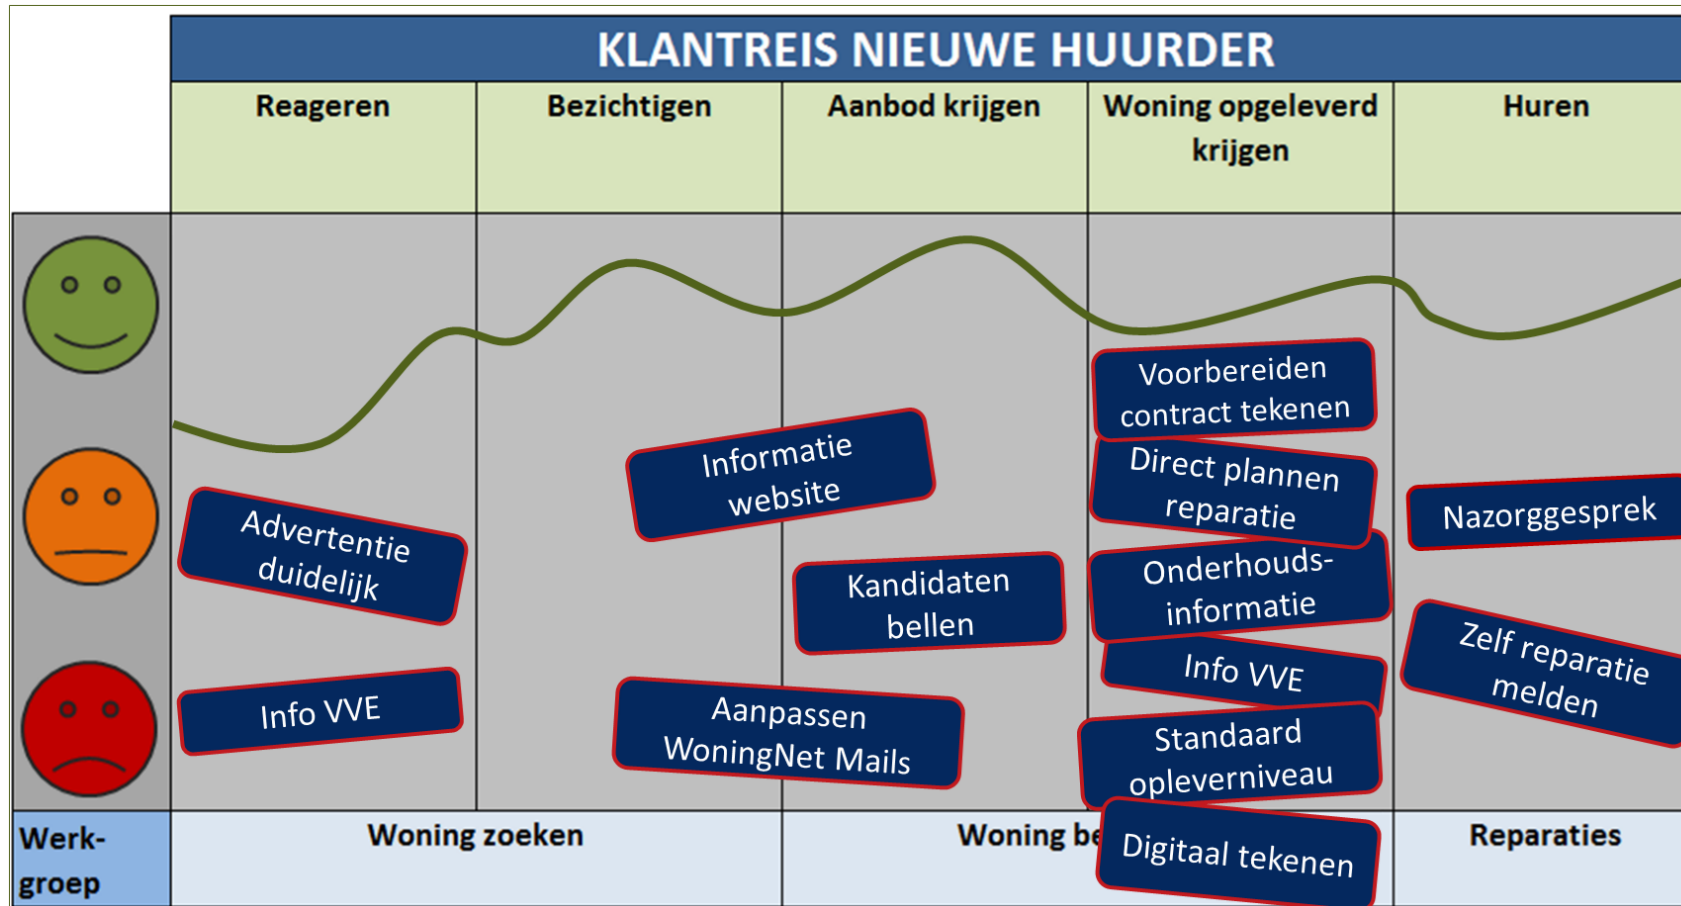 KLANTREIS NIEUWE HUURDER
Reageren
Bezichtigen
Aanbod krijgen
Woning opgeleverd
krijgen
Huren
Voorbereiden
contract tekenen
Informatie
website
Direct plannen
reparatie
Nazorggesprek
Advertentie
duidelijk
Kandidaten
bellen
Onderhouds-
informatie
Zelf reparatie
melden
Info VVE
Info VVE
Aanpassen
WoningNet Mails
Standaard
opleverniveau
Digitaal tekenen
Werk-
groep
Woning zoeken
Woning
Reparaties